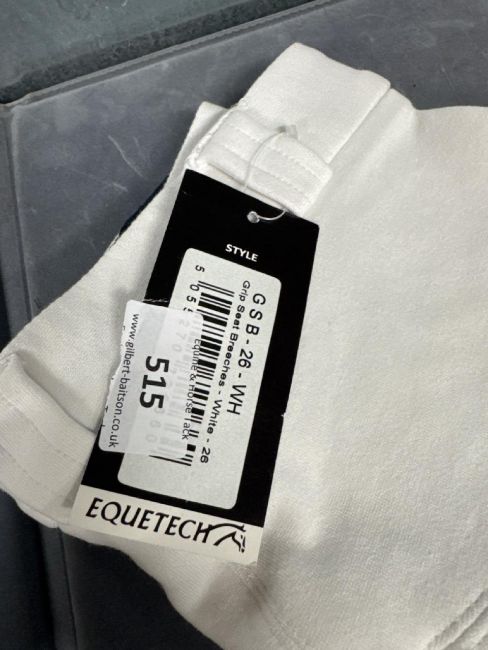 STYLE
GSB - 26 - WH
Grip Seat Breeches - White - 26
515
Equine & Horse Tack
www.gilbert-baitson.co.uk
EQUETECH